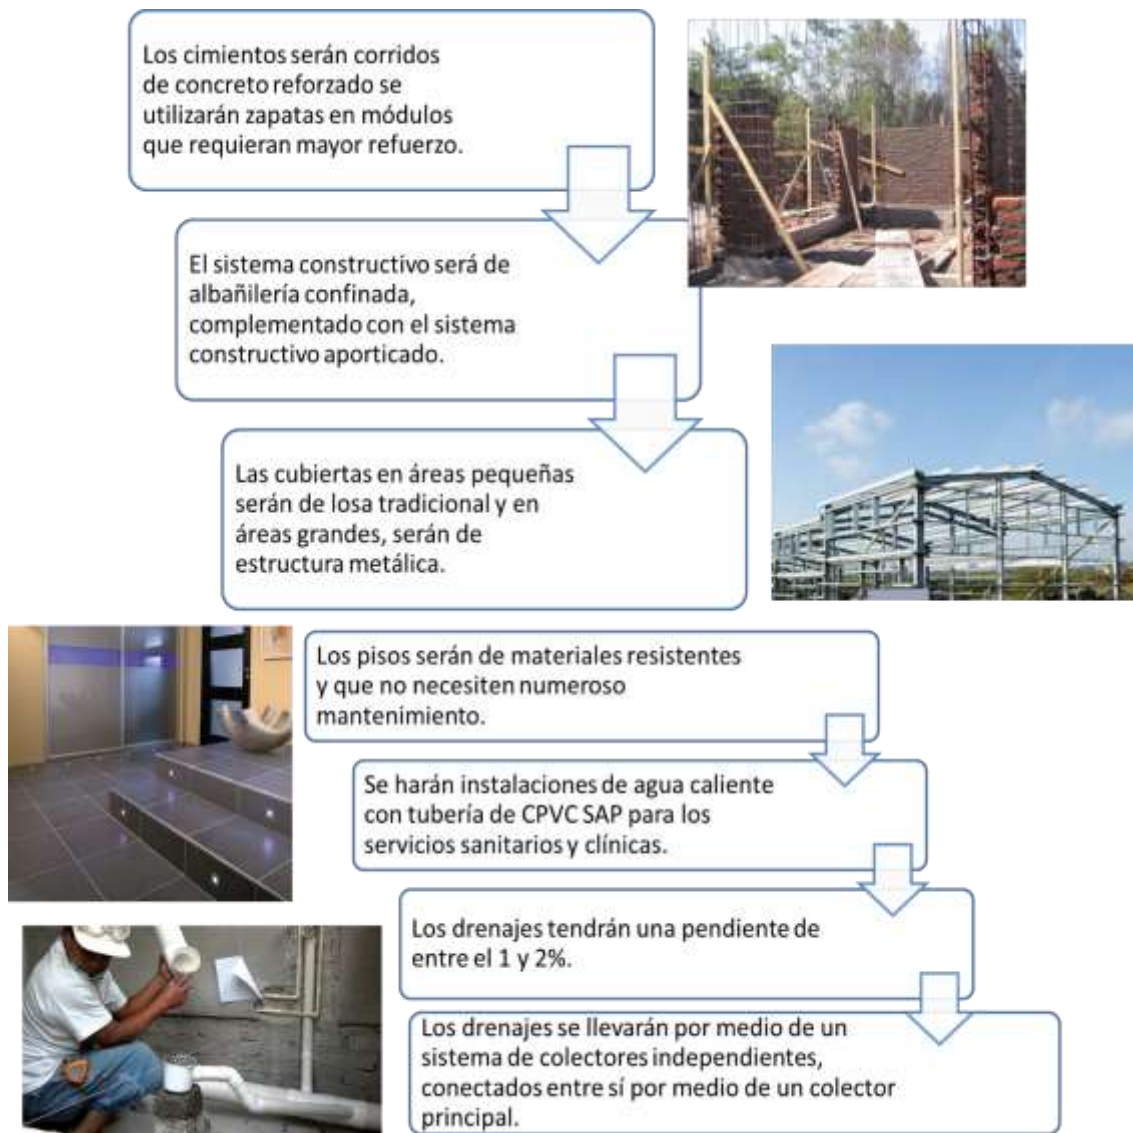 Los cimientos serán corridos
de concreto reforzado se
utilizarán zapatas en módulos
que requieran mayor refuerzo.
El sistema constructivo será de
albañilería confinada,
complementado con el sistema
constructivo aporticado.
Las cubiertas en áreas pequeñas
serán de losa tradicional y en
áreas grandes, serán de
estructura metálica.
Los pisos serán de materiales resistentes
y que no necesiten numeroso
mantenimiento.
Se harán instalaciones de agua caliente
con tubería de CPVC SAP para los
servicios sanitarios y clínicas.
Los drenajes tendrán una pendiente de
entre el 1 y 2%.
Los drenajes se llevarán por medio de un
sistema de colectores independientes,
conectados entre sí por medio de un colector
principal.